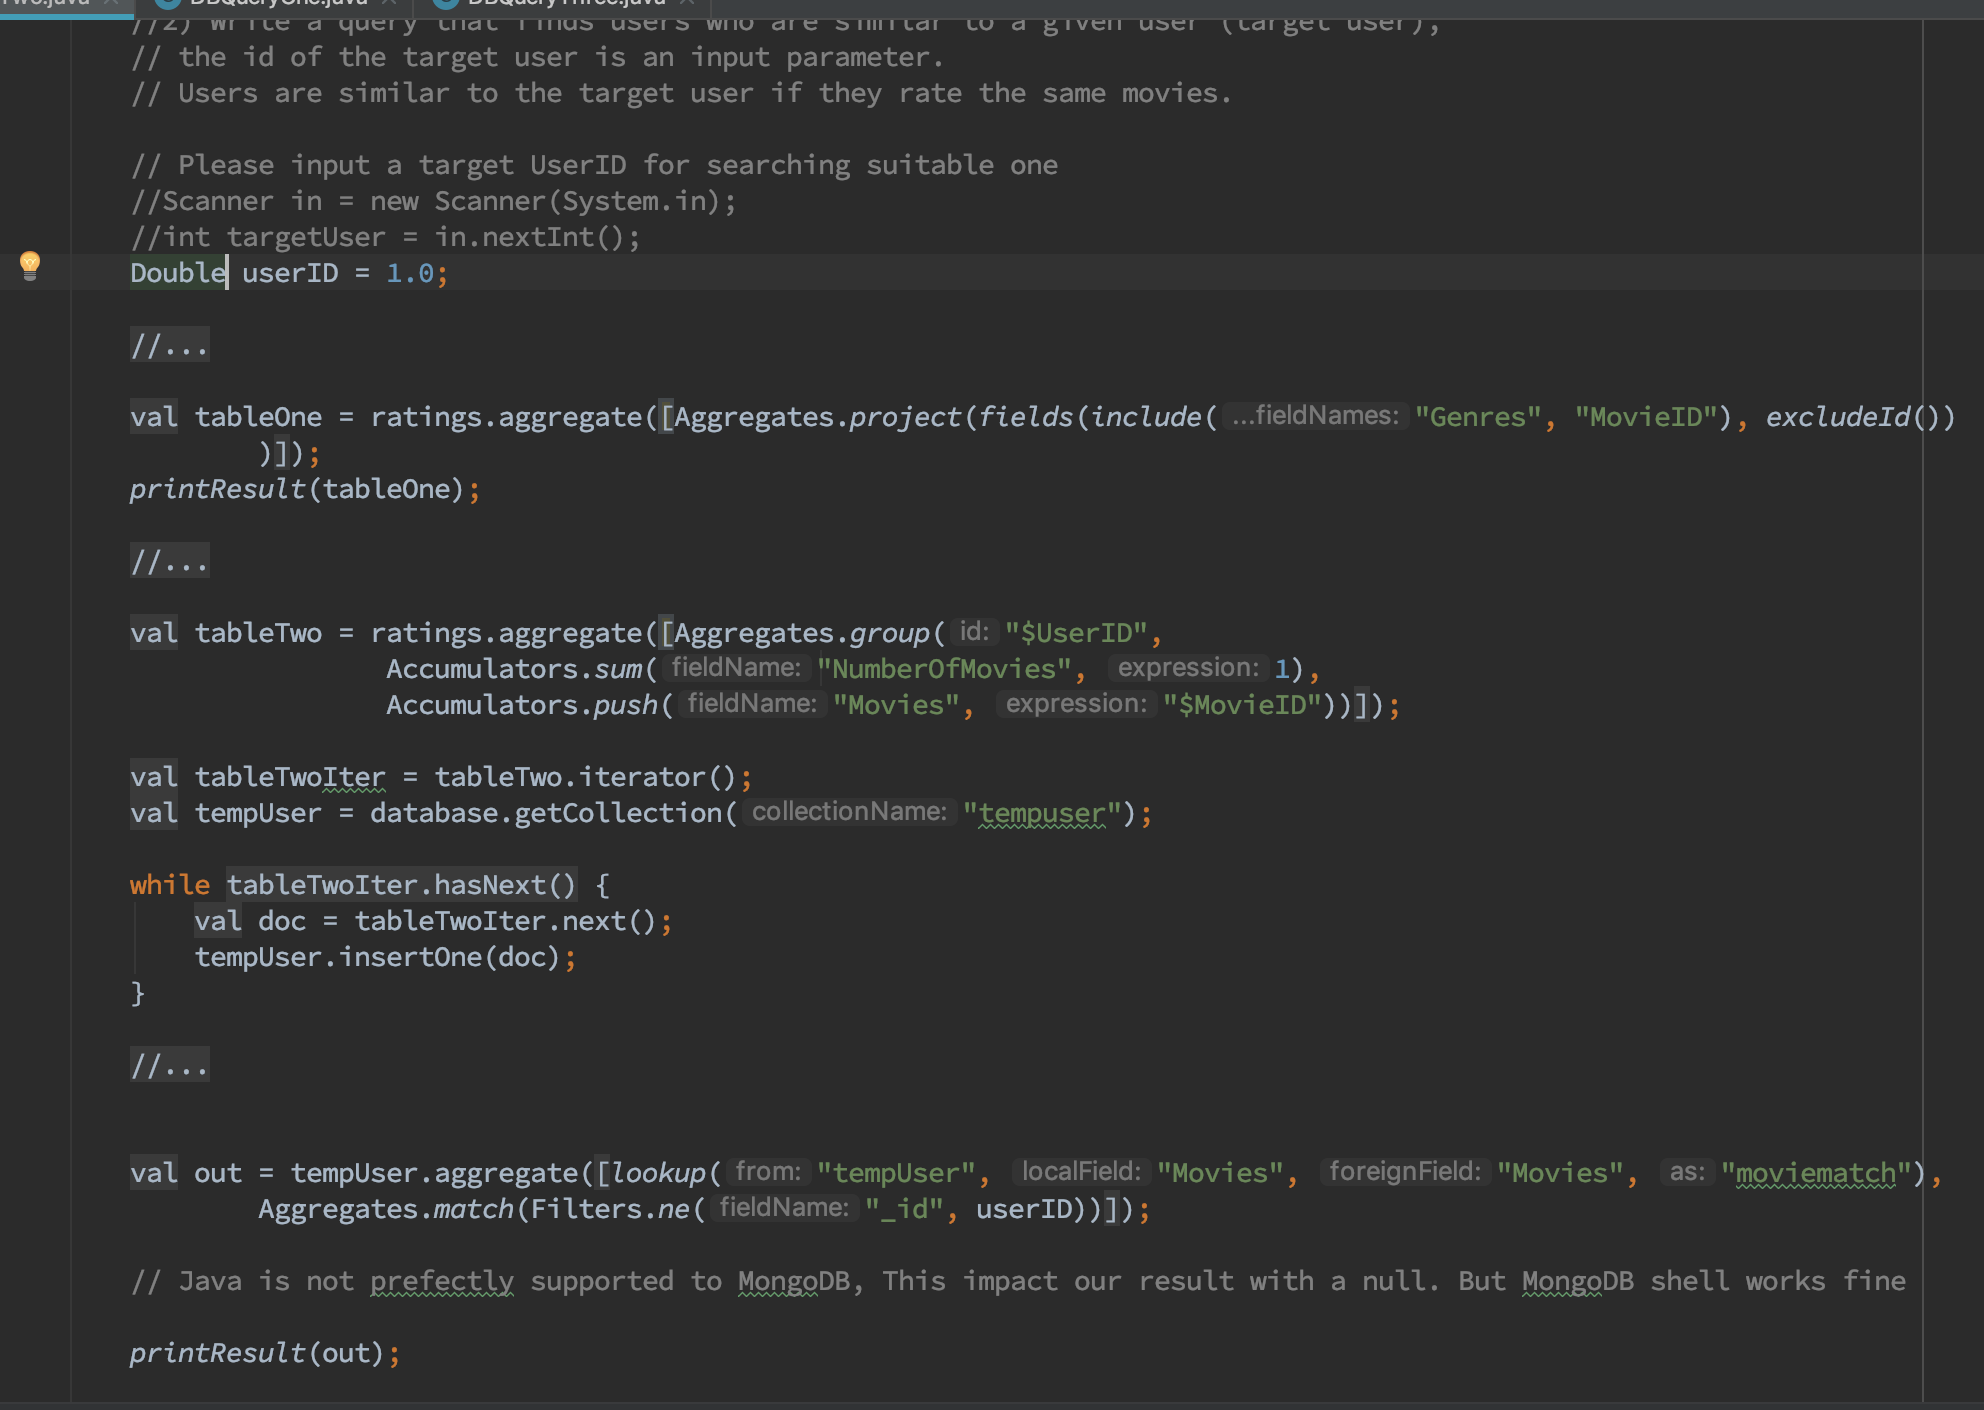 Two.java × DBQueryOne.java × DBQueryThree.java ×
//2) Write a query that finds users who are similar to a given user (target user),
// the id of the target user is an input parameter.
// Users are similar to the target user if they rate the same movies.
// Please input a target UserID for searching suitable one
//Scanner in = new Scanner(System.in);
//int targetUser = in.nextInt();
Double userID = 1.0;
//...
val tableOne = ratings.aggregate([Aggregates.project(fields(include( ...fieldNames: "Genres", "MovieID"), excludeId())
)]);
printResult(tableOne);
//...
val tableTwo = ratings.aggregate([Aggregates.group( id: "$UserID",
Accumulators.sum( fieldName: "NumberOfMovies", expression: 1),
Accumulators.push( fieldName: "Movies", expression: "$MovieID"))]);
val tableTwoIter = tableTwo.iterator();
val tempUser = database.getCollection( collectionName: "tempuser");
while tableTwoIter.hasNext() {
val doc = tableTwoIter.next();
tempUser.insertOne(doc);
}
//...
val out = tempUser.aggregate([lookup( from: "tempUser", localField: "Movies", foreignField: "Movies", as: "moviematch"),
Aggregates.match(Filters.ne( fieldName: "_id", userID))]);
// Java is not prefectly supported to MongoDB, This impact our result with a null. But MongoDB shell works fine
printResult(out);